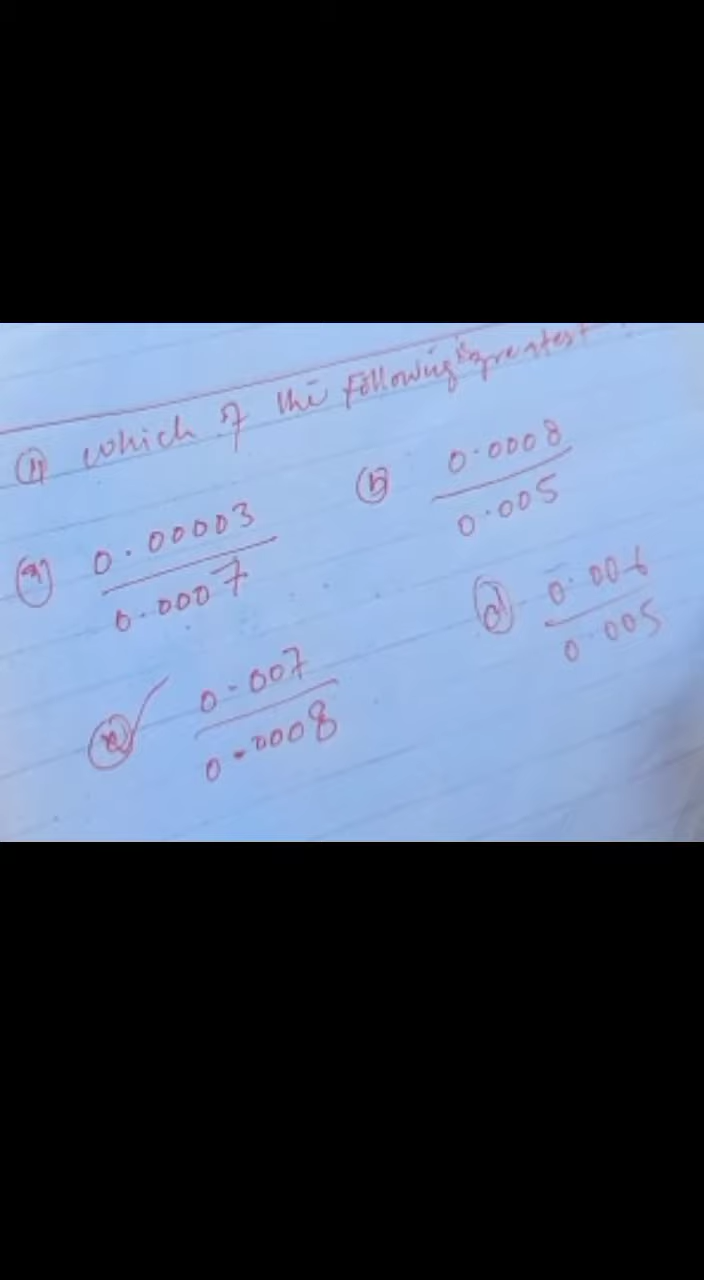 (1) which of the following is greatest?
(a) 0.00003 / 0.0007 (b) 0.0008 / 0.005
(c) 0.007 / 0.0008 (d) 0.006 / 0.005